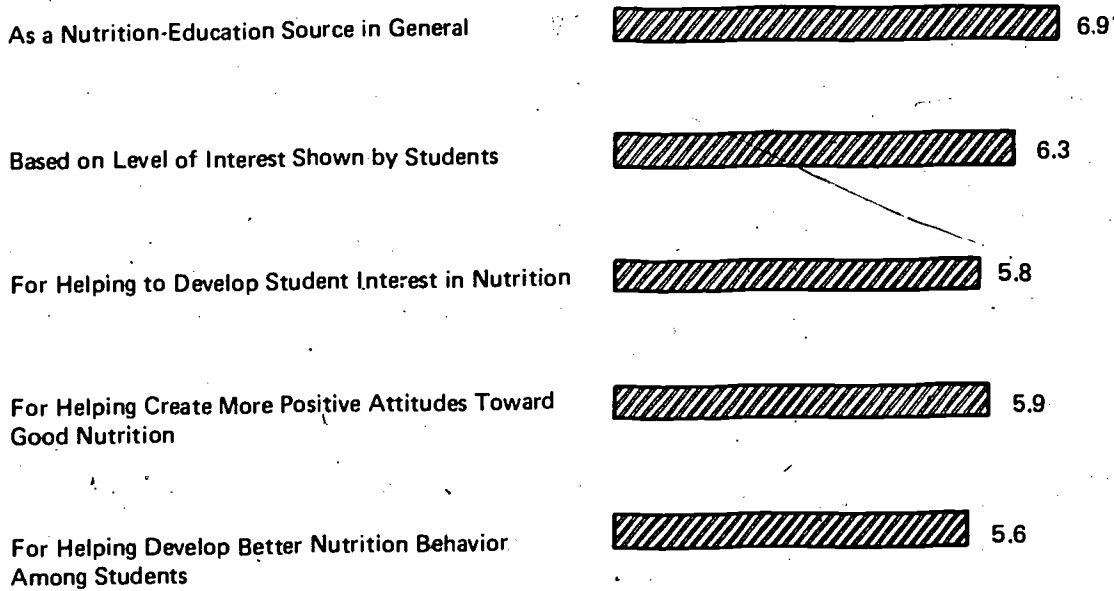 As a Nutrition-Education Source in General 6.9
Based on Level of Interest Shown by Students 6.3
For Helping to Develop Student Interest in Nutrition 5.8
For Helping Create More Positive Attitudes Toward
Good Nutrition 5.9
For Helping Develop Better Nutrition Behavior
Among Students 5.6